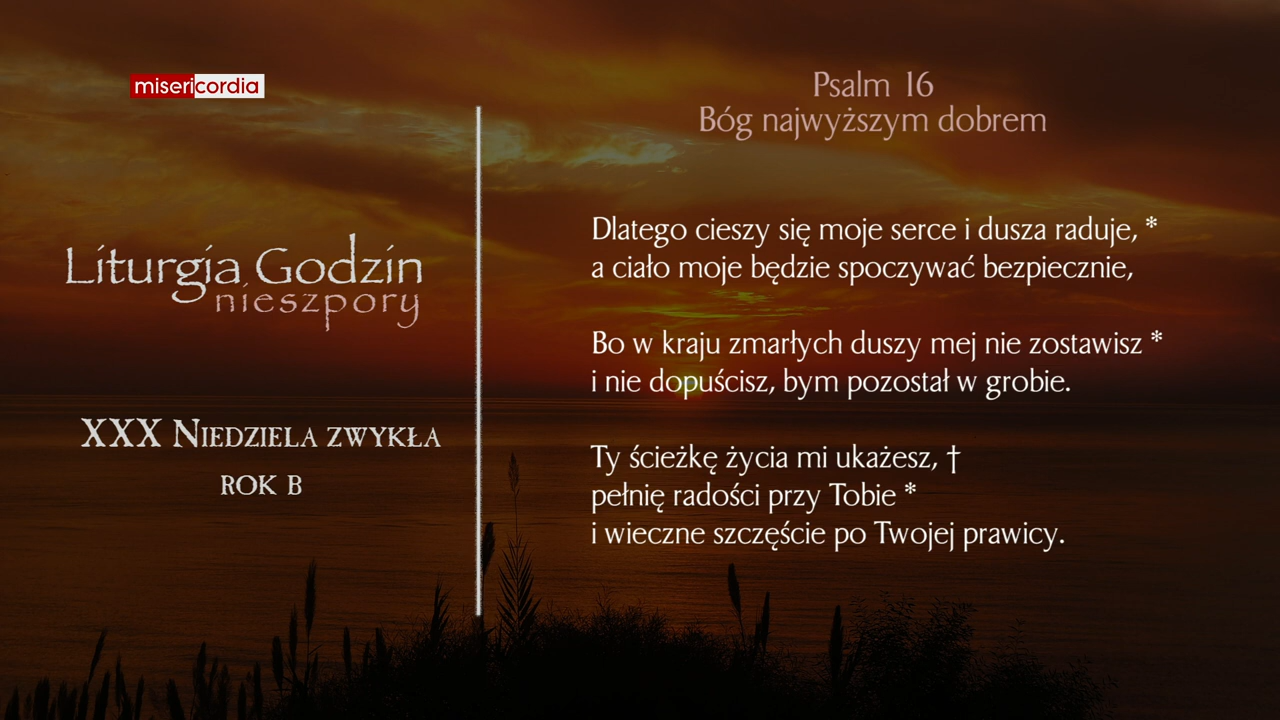 misericordia
Liturgia Godzin
nieszpory
XXX Niedziela zwykła
rok B
Psalm 16
Bóg najwyższym dobrem
Dlatego cieszy się moje serce i dusza raduje, *
a ciało moje będzie spoczywać bezpiecznie,
Bo w kraju zmarłych duszy mej nie zostawisz *
i nie dopuścisz, bym pozostał w grobie.
Ty ścieżkę życia mi ukażesz, †
pełnię radości przy Tobie *
i wieczne szczęście po Twojej prawicy.